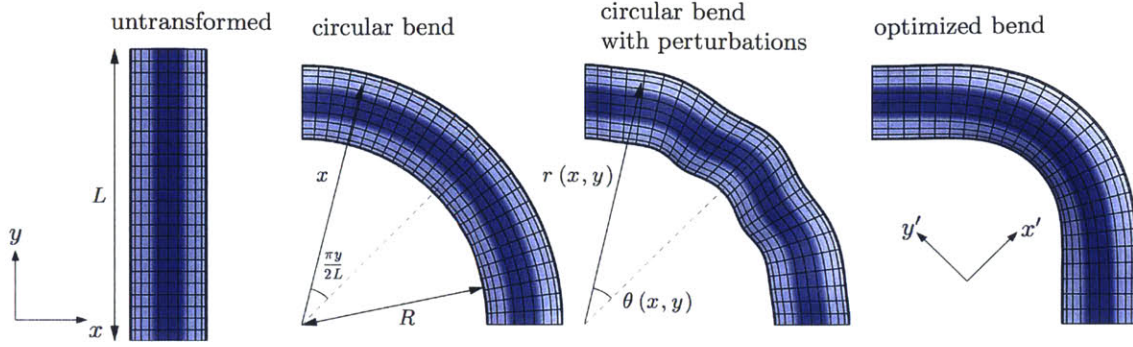 untransformed
circular bend
circular bend
with perturbations
optimized bend
L
y
x
x
πy
2L
R
r (x, y)
θ (x, y)
y′
x′